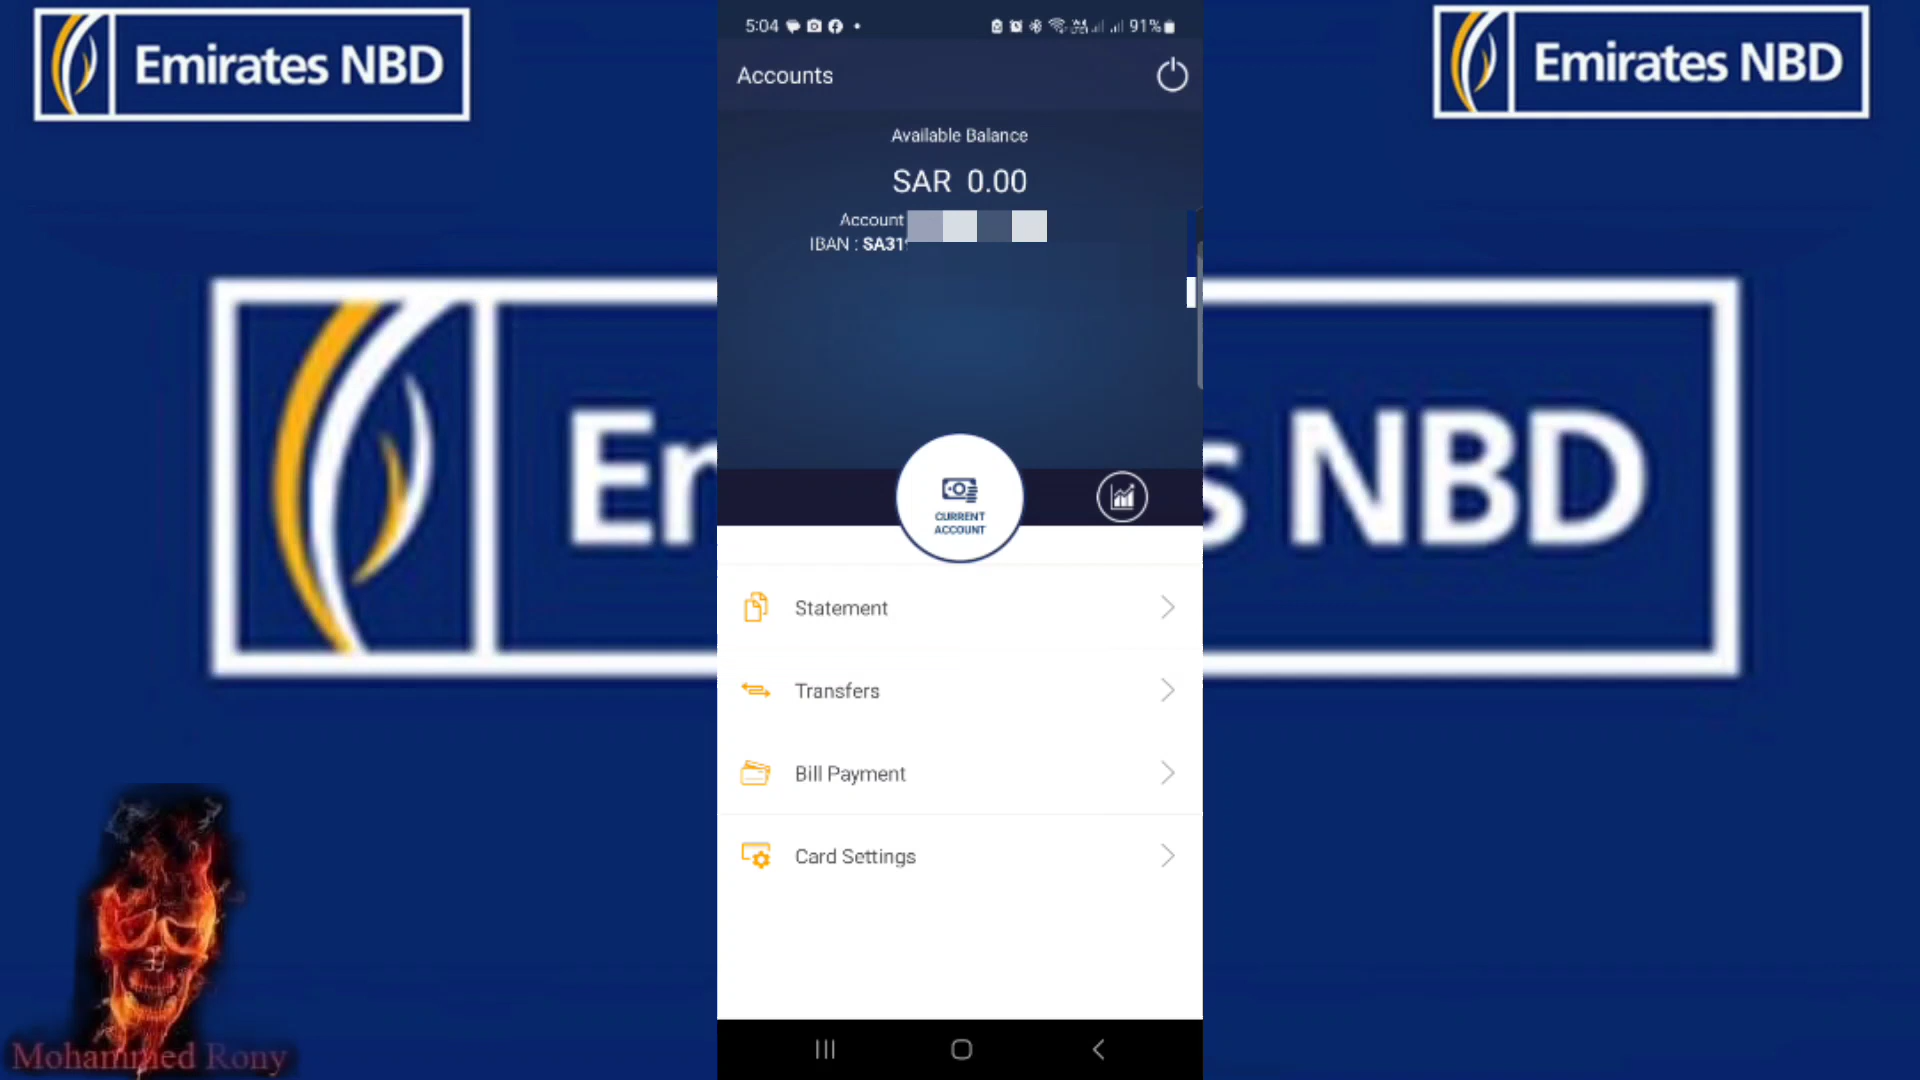 Emirates NBD
Emirates NBD
5:04
91%
Accounts
Available Balance
SAR 0.00
Account
IBAN : SA31
CURRENT
ACCOUNT
s NBD
Statement
Transfers
Bill Payment
Card Settings
Mohammed Rony